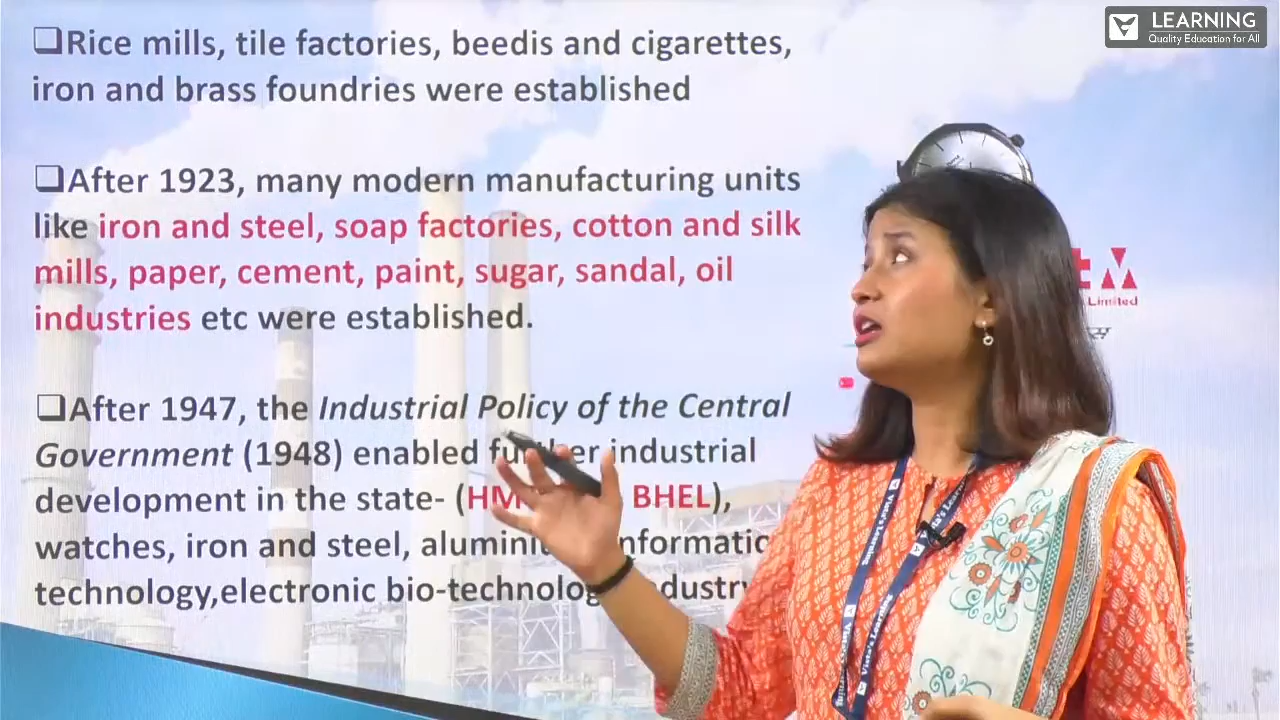 LEARNING
Quality Education for All
❑Rice mills, tile factories, beedis and cigarettes,
iron and brass foundries were established
❑After 1923, many modern manufacturing units
like iron and steel, soap factories, cotton and silk
mills, paper, cement, paint, sugar, sandal, oil
industries etc were established.
Limited
❑After 1947, the Industrial Policy of the Central
Government (1948) enabled industrial
development in the state- ( BHEL),
watches, iron and steel,
technology,electronic
Vista's Learning